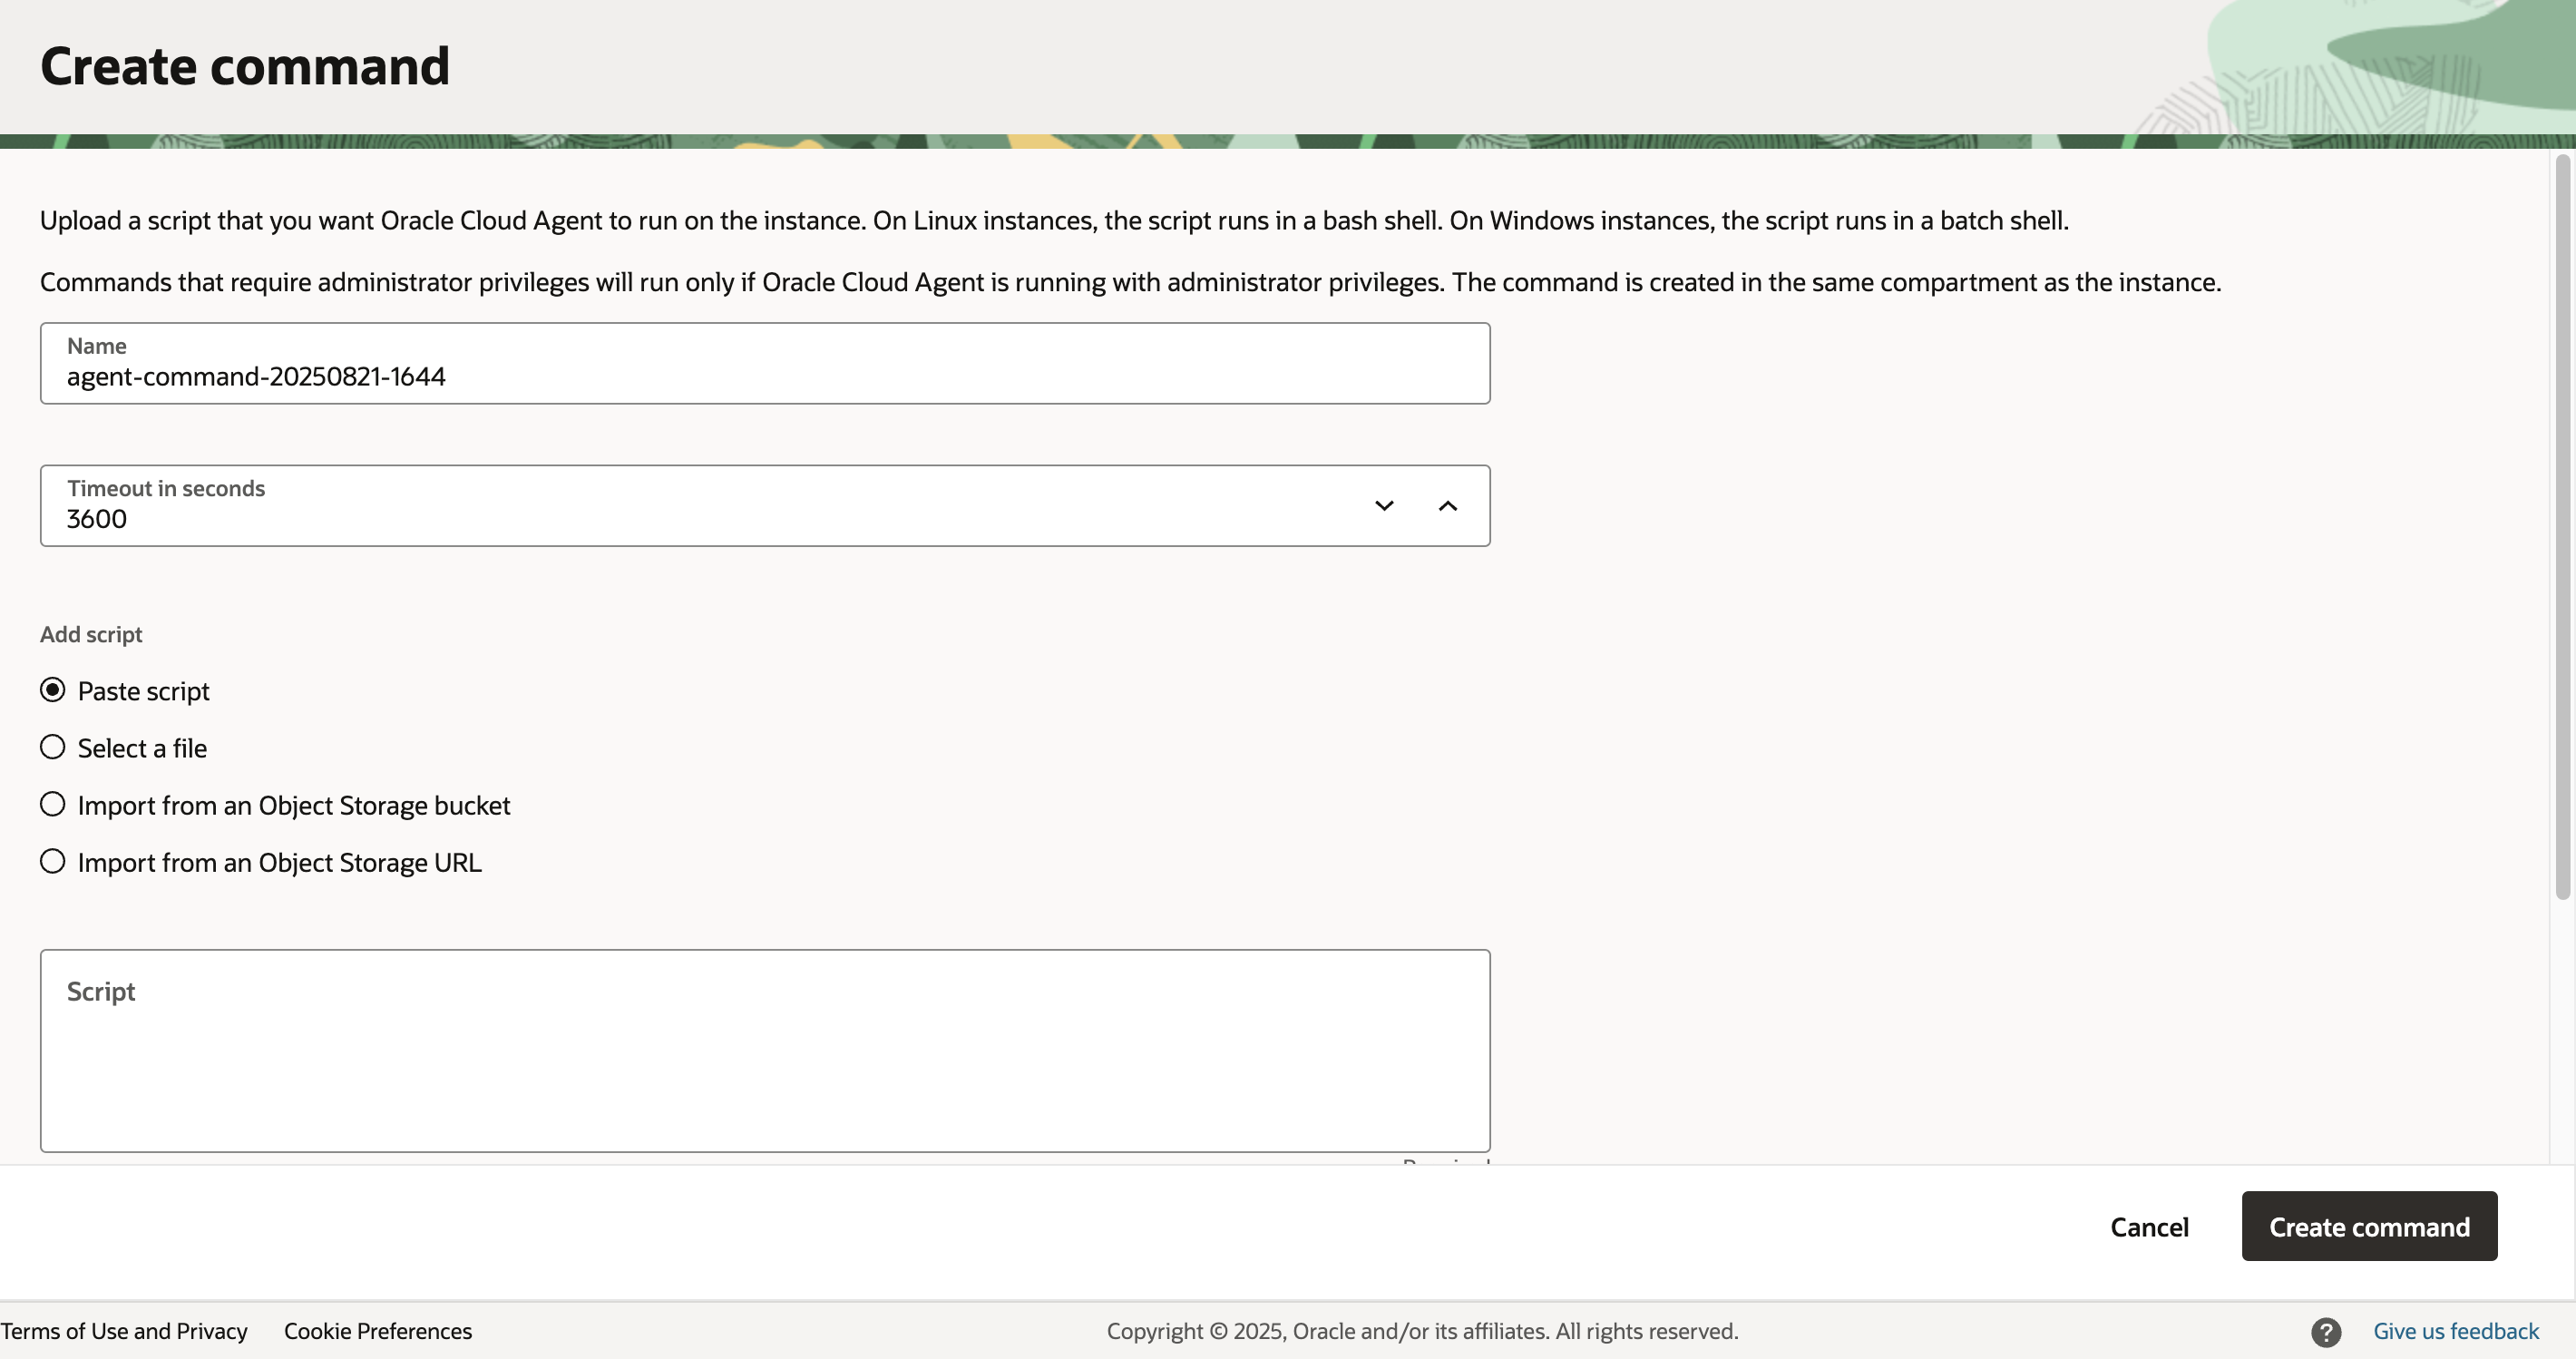 Create command
Upload a script that you want Oracle Cloud Agent to run on the instance. On Linux instances, the script runs in a bash shell. On Windows instances, the script runs in a batch shell.
Commands that require administrator privileges will run only if Oracle Cloud Agent is running with administrator privileges. The command is created in the same compartment as the instance.
Name
agent-command-20250821-1644
Timeout in seconds
3600
Add script
Paste script
Select a file
Import from an Object Storage bucket
Import from an Object Storage URL
Script
Cancel
Create command
Terms of Use and Privacy
Cookie Preferences
Copyright © 2025, Oracle and/or its affiliates. All rights reserved.
?
Give us feedback